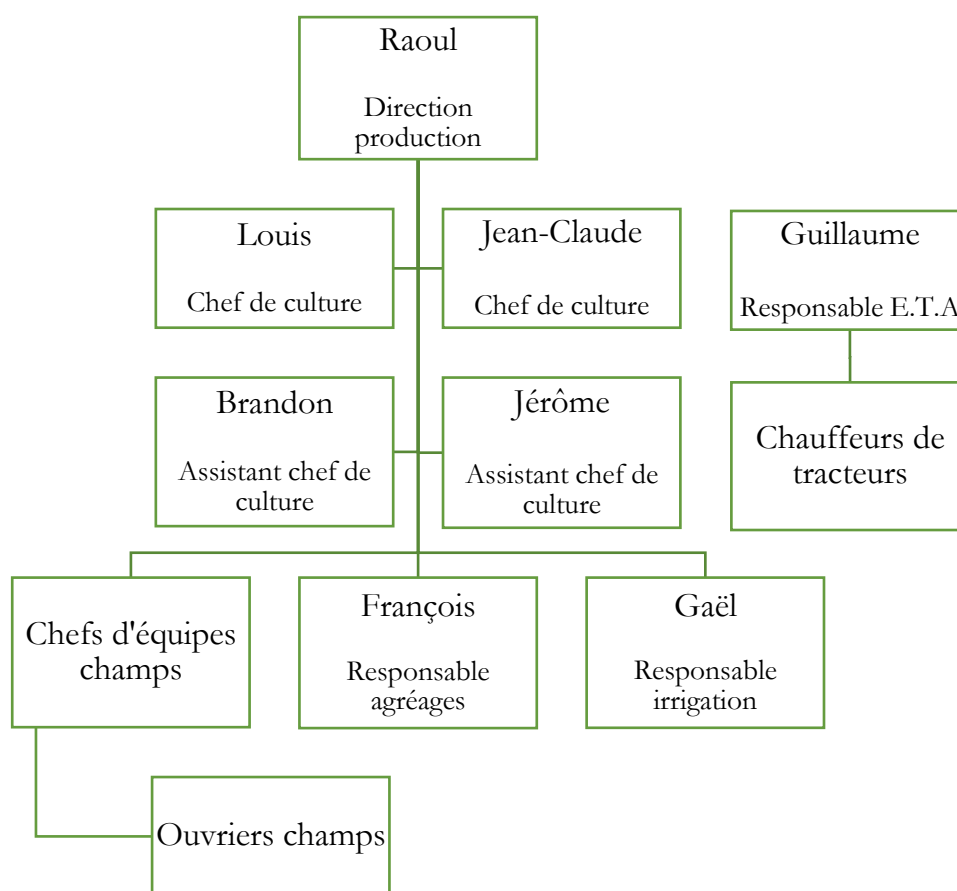 Raoul
Direction
production
Louis
Chef de culture
Jean-Claude
Chef de culture
Guillaume
Responsable E.T.A
Brandon
Assistant chef de
culture
Jérôme
Assistant chef de
culture
Chauffeurs de
tracteurs
Chefs d'équipes
champs
François
Responsable
agréages
Gaël
Responsable
irrigation
Ouvriers champs